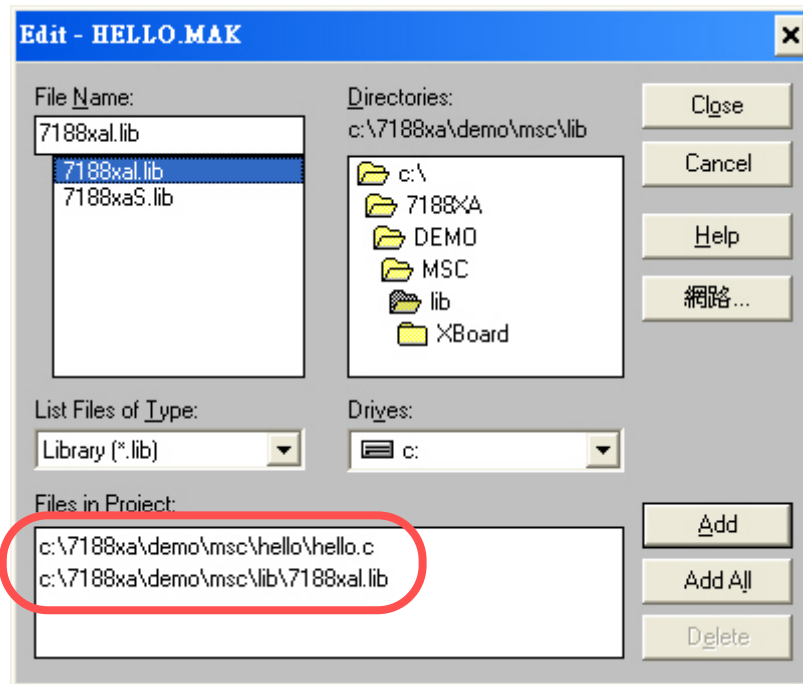 Edit - HELLO.MAK
File Name:
7188xal.lib
7188xal.lib
7188xaS.lib
Directories:
c:\7188xa\demo\msc\lib
c:\
7188XA
DEMO
MSC
lib
XBoard
Close
Cancel
Help
網路...
List Files of Type:
Library (*.lib)
Drives:
c:
Files in Project:
c:\7188xa\demo\msc\hello\hello.c
c:\7188xa\demo\msc\lib\7188xal.lib
Add
Add All
Delete